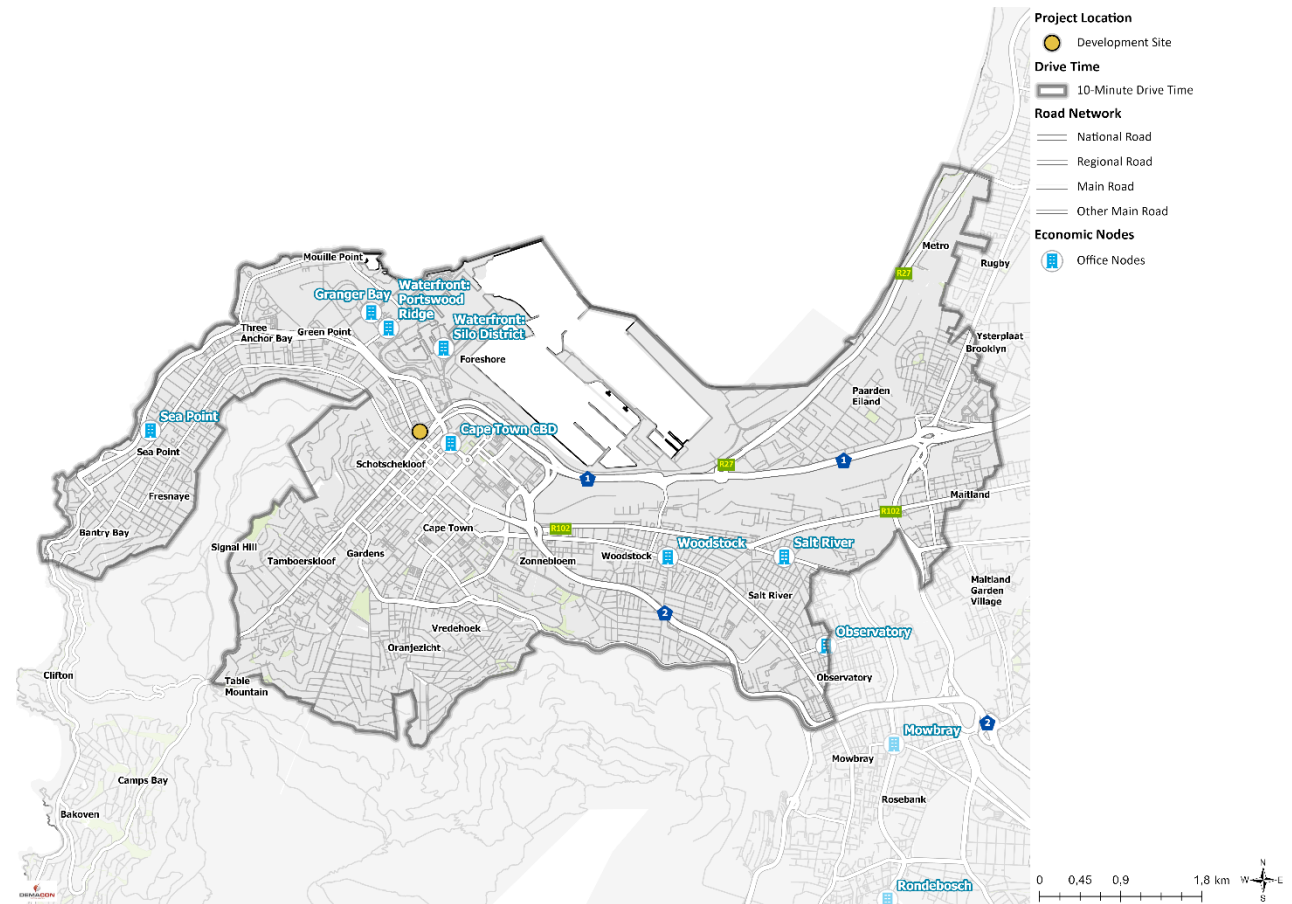 Project Location
Development Site
Drive Time
10-Minute Drive Time
Road Network
National Road
Regional Road
Main Road
Other Main Road
Economic Nodes
Office Nodes
Metro
Rugby
R27
Mouille Point
Granger Bay
Waterfront:
Portswood
Ridge
Waterfront:
Silo District
Three
Anchor Bay
Green Point
Foreshore
Ysterplaat
Brooklyn
Paarden
Eiland
Sea Point
Sea Point
Cape Town CBD
Schotschekloof
R27
1
1
Fresnaye
Maitland
Bantry Bay
R102
R102
Cape Town
Signal Hill
Tamboerskloof
Gardens
Zonnebloem
Woodstock
Woodstock
Salt River
Salt River
Maitland
Garden
Village
2
Vredehoek
Oranjezicht
Observatory
Observatory
Clifton
Table
Mountain
2
Mowbray
Mowbray
Camps Bay
Rosebank
Bakoven
Rondebosch
DEMACON
0 0,45 0,9 1,8 km
N
W E
S